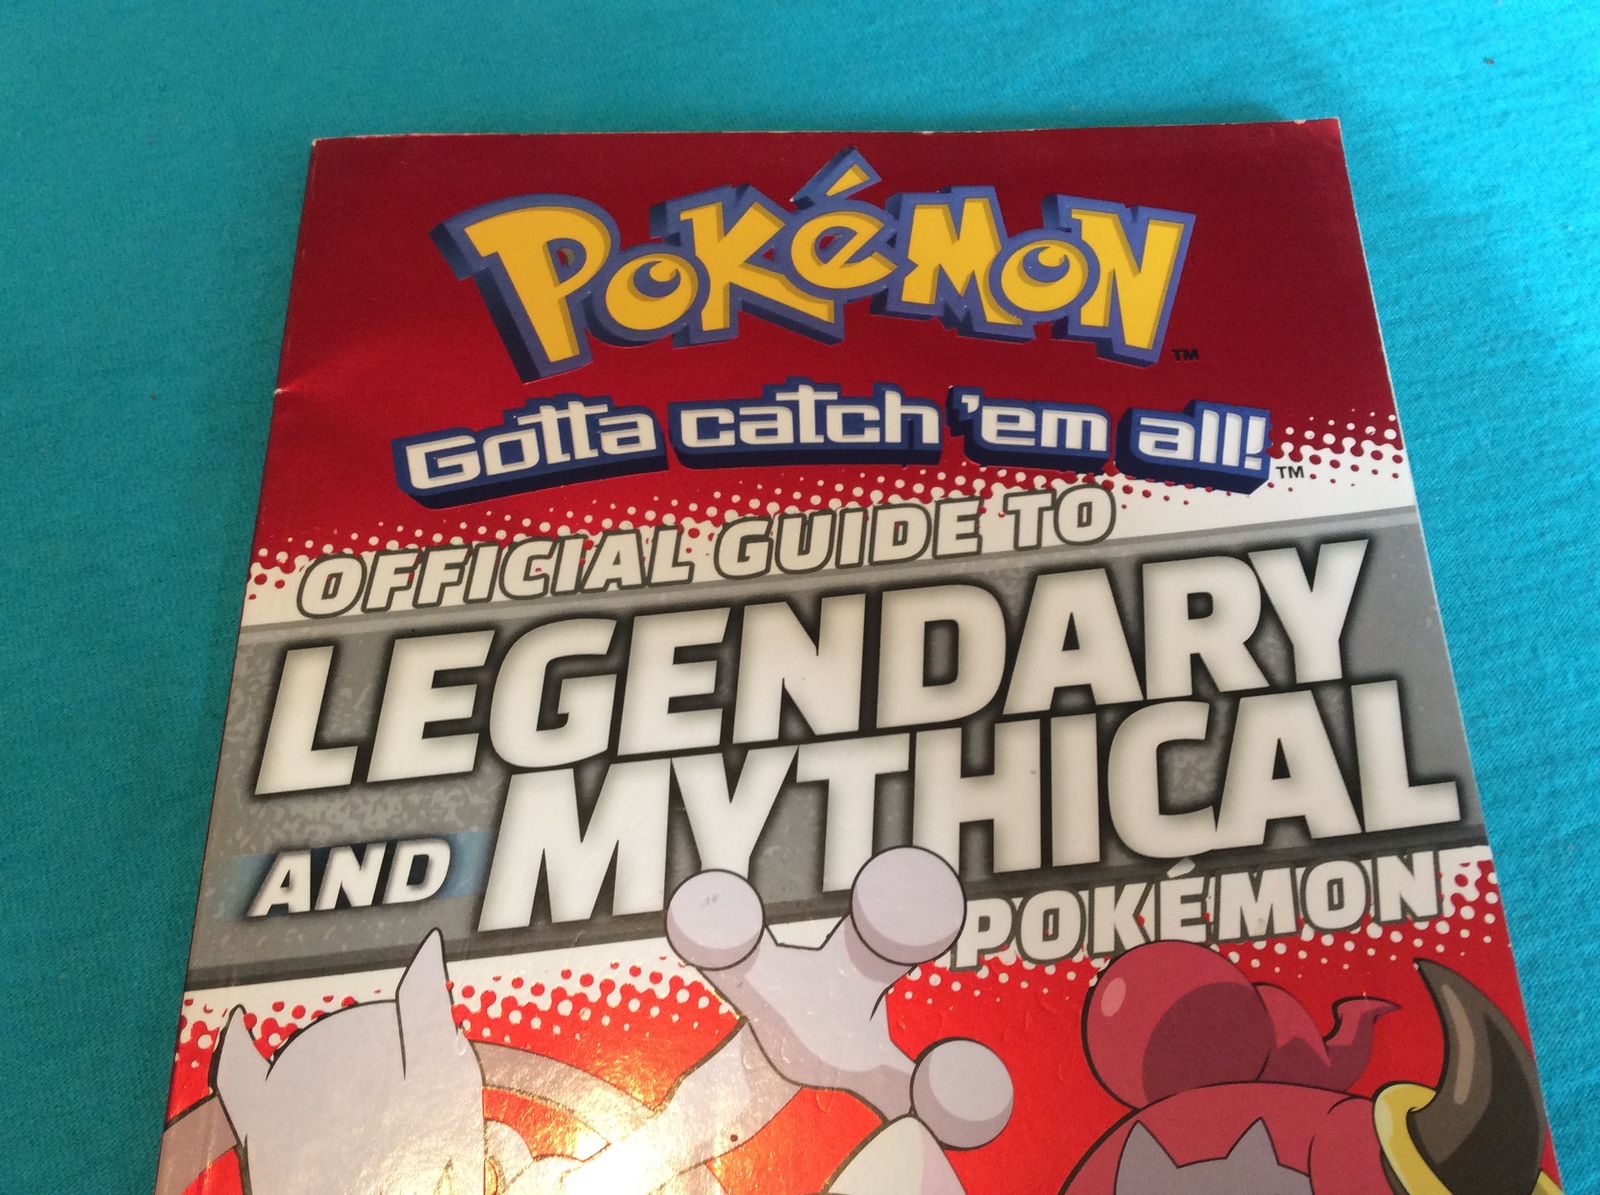 Pokémon™
Gotta catch 'em all!™
OFFICIAL GUIDE TO
LEGENDARY
AND MYTHICAL
POKÉMON